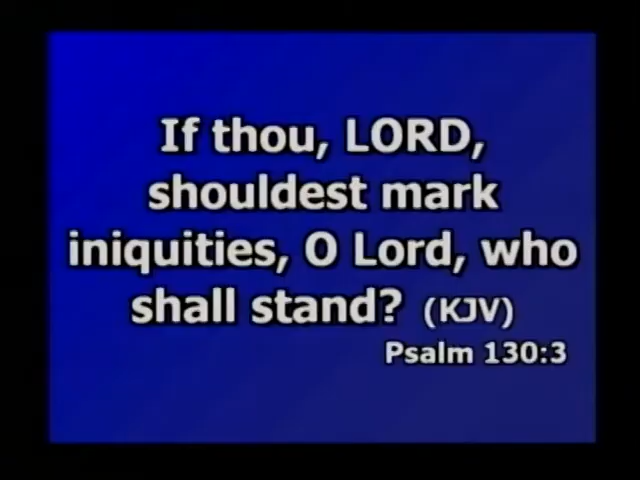 If thou, LORD,
shouldest mark
iniquities, O Lord, who
shall stand? (KJV)
Psalm 130:3